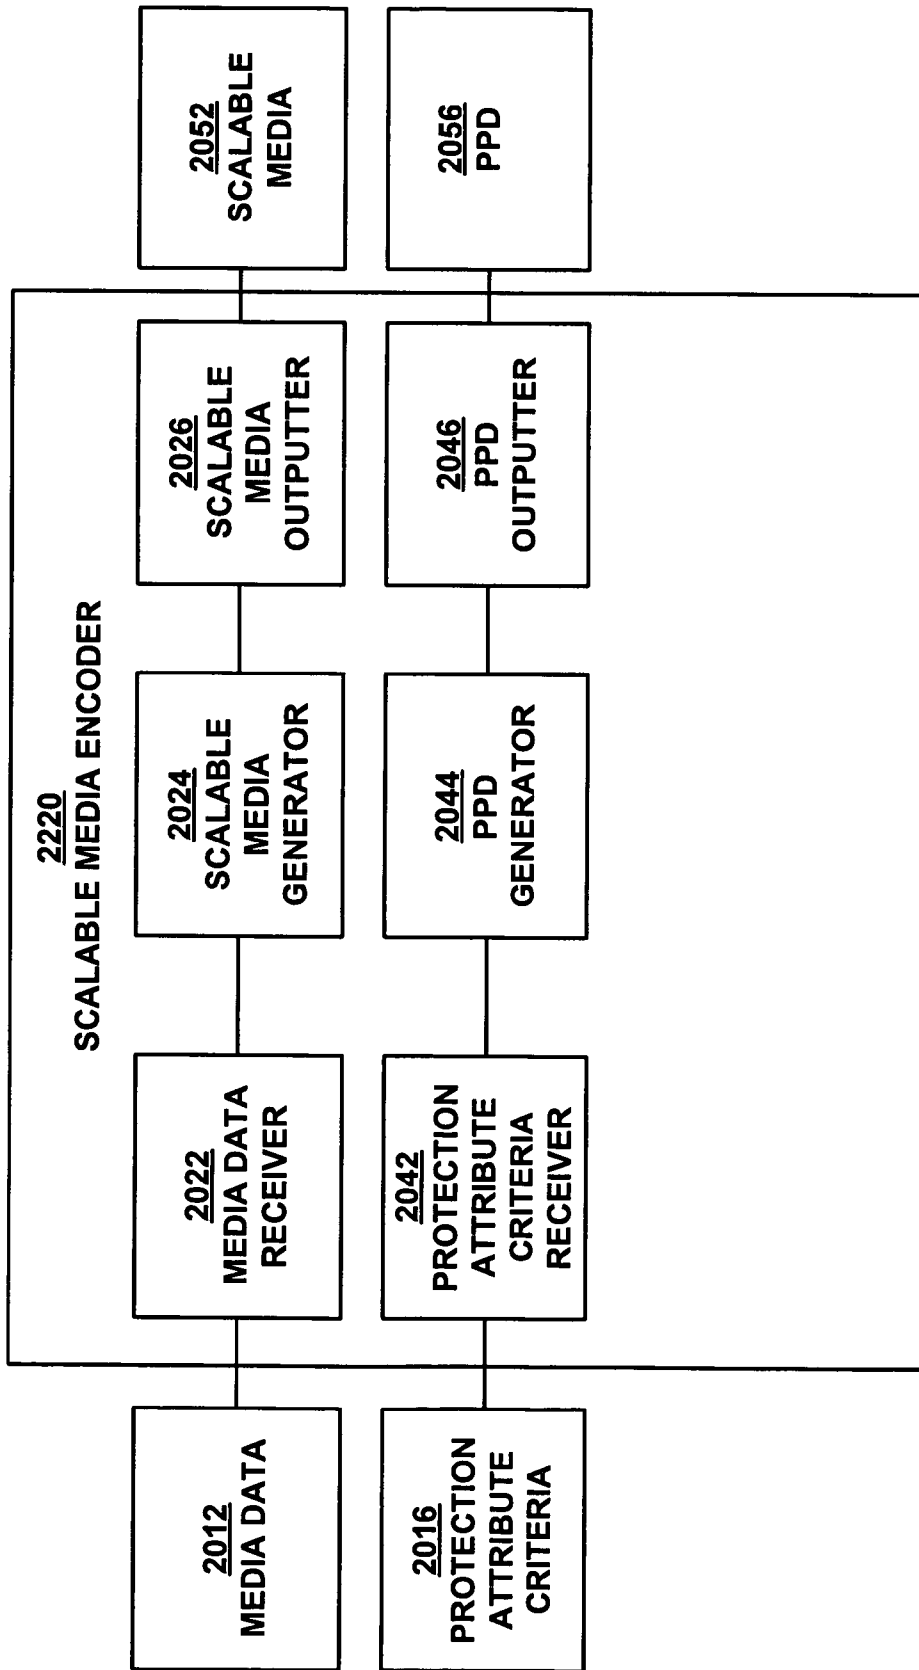 2220
SCALABLE MEDIA ENCODER
2012
MEDIA DATA
2022
MEDIA DATA
RECEIVER
2024
SCALABLE
MEDIA
GENERATOR
2026
SCALABLE
MEDIA
OUTPUTTER
2052
SCALABLE
MEDIA
2016
PROTECTION
ATTRIBUTE
CRITERIA
2042
PROTECTION
ATTRIBUTE
CRITERIA
RECEIVER
2044
PPD
GENERATOR
2046
PPD
OUTPUTTER
2056
PPD